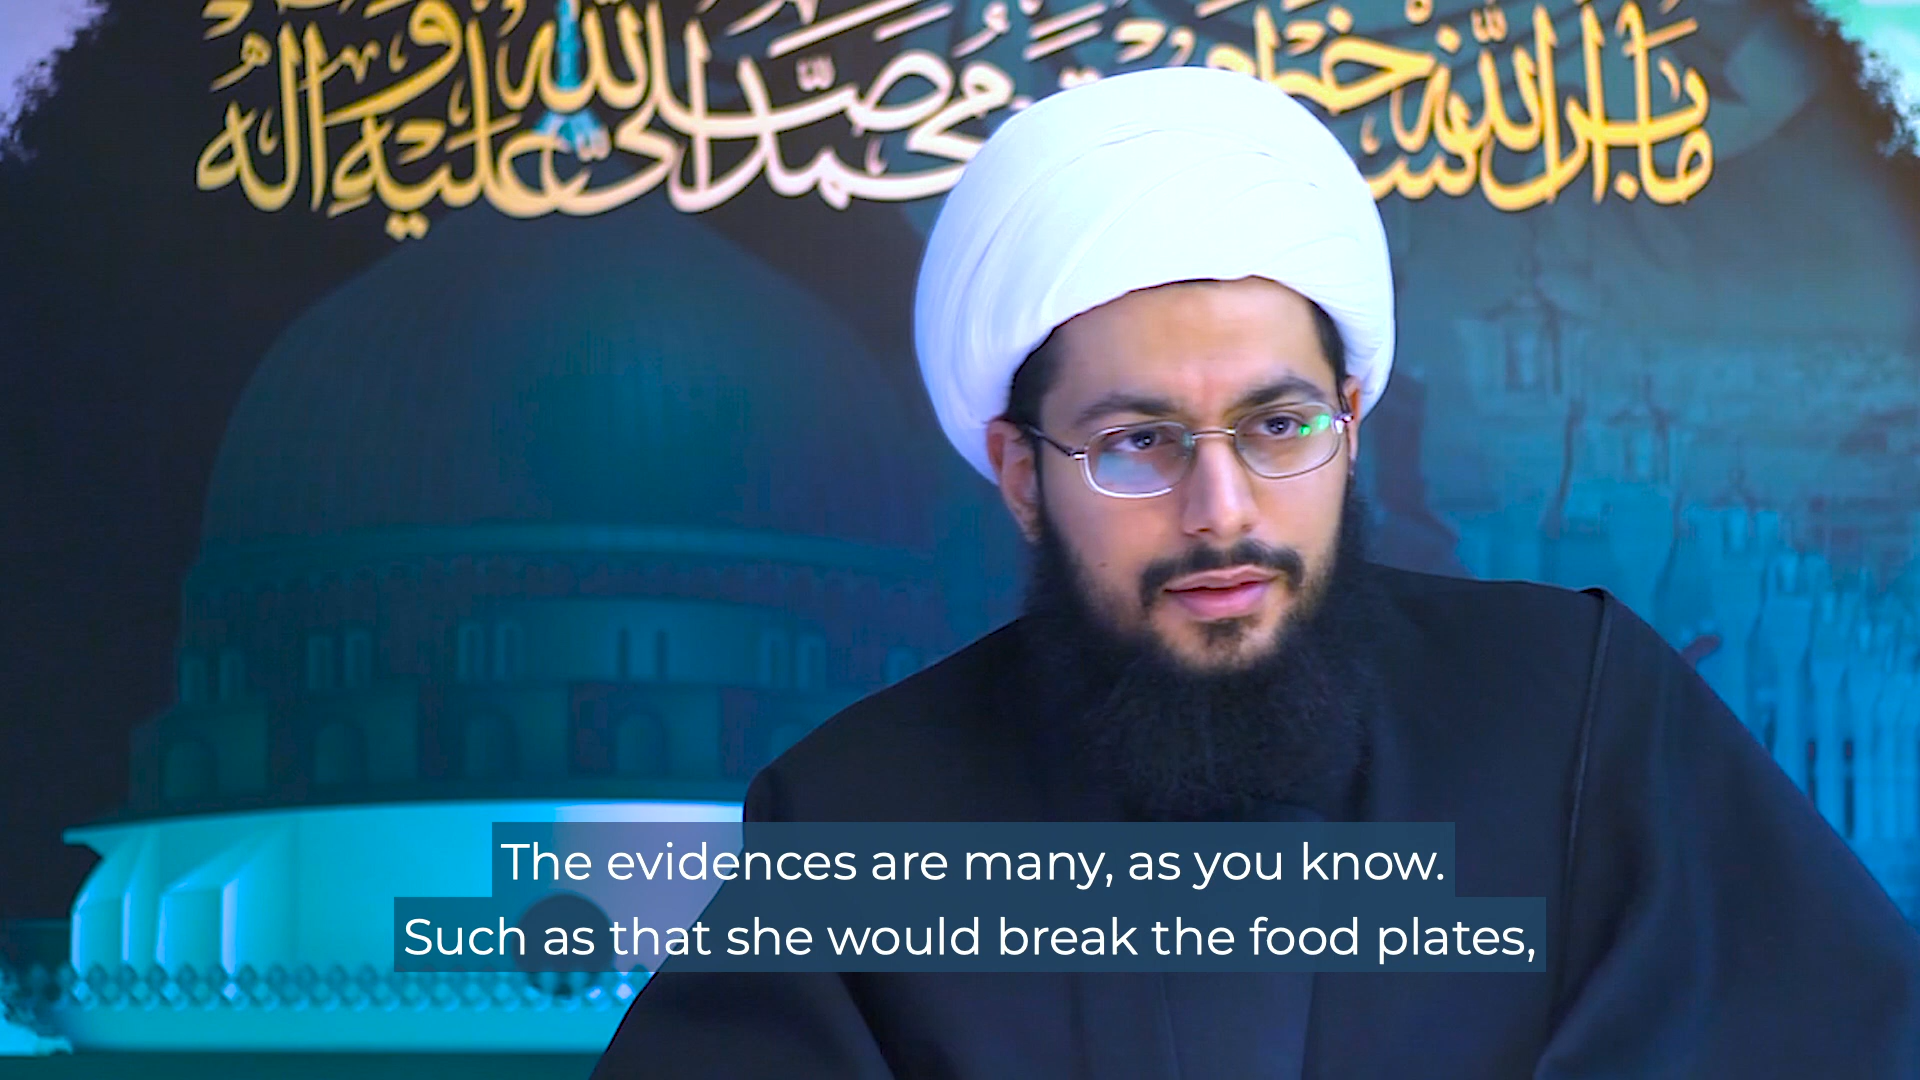 الله محمد صلى الله عليه وآله
The evidences are many, as you know.
Such as that she would break the food plates,